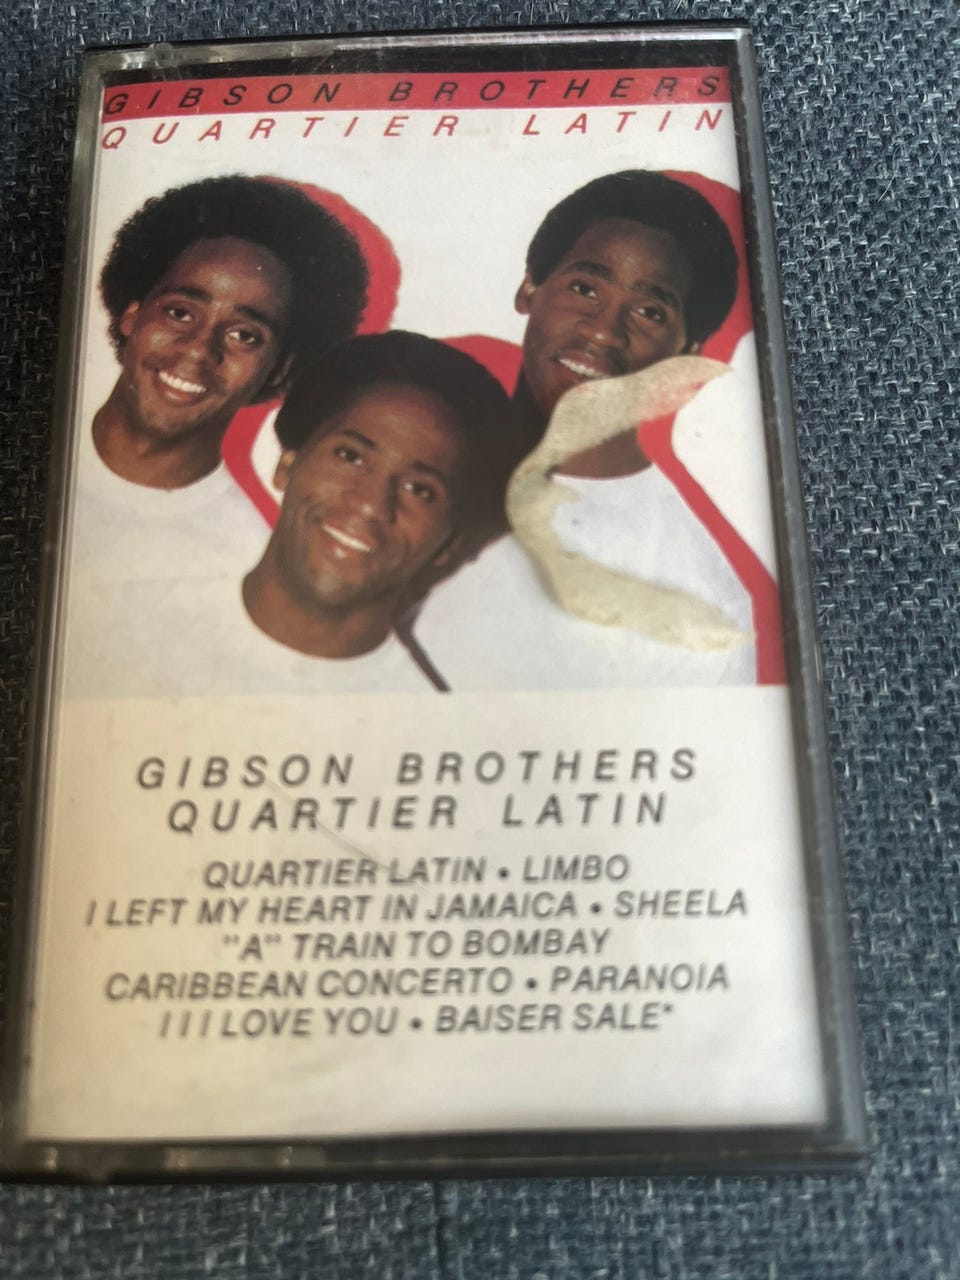 GIBSON BROTHERS
QUARTIER LATIN
GIBSON BROTHERS
QUARTIER LATIN
QUARTIER LATIN • LIMBO
I LEFT MY HEART IN JAMAICA • SHEELA
"A" TRAIN TO BOMBAY
CARIBBEAN CONCERTO • PARANOIA
I I I LOVE YOU • BAISER SALE*